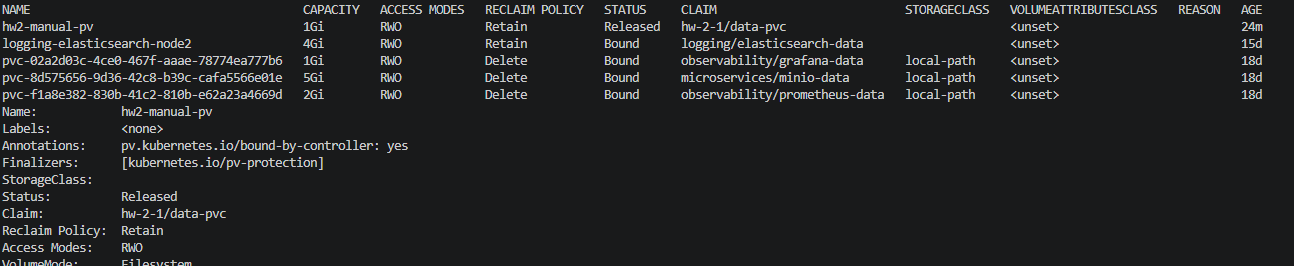 NAME CAPACITY ACCESS MODES RECLAIM POLICY STATUS CLAIM STORAGECLASS VOLUMEATTRIBUTESCLASS REASON AGE
hw2-manual-pv 1Gi RWO Retain Released hw-2-1/data-pvc <unset> 24m
logging-elasticsearch-node2 4Gi RWO Retain Bound logging/elasticsearch-data <unset> 15d
pvc-02a2d03c-4ce0-467f-aaae-78774ea777b6 1Gi RWO Delete Bound observability/grafana-data local-path <unset> 18d
pvc-8d575656-9d36-42c8-b39c-cafa5566e01e 5Gi RWO Delete Bound microservices/minio-data local-path <unset> 18d
pvc-f1a8e382-830b-41c2-810b-e62a23a4669d 2Gi RWO Delete Bound observability/prometheus-data local-path <unset> 18d
Name: hw2-manual-pv
Labels: <none>
Annotations: pv.kubernetes.io/bound-by-controller: yes
Finalizers: [kubernetes.io/pv-protection]
StorageClass:
Status: Released
Claim: hw-2-1/data-pvc
Reclaim Policy: Retain
Access Modes: RWO
VolumeMode: Filesystem